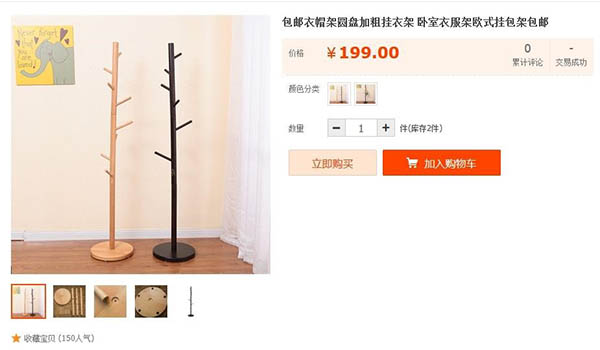 包邮衣帽架圆盘加粗挂衣架 卧室衣服架欧式挂包架包邮
价格
¥199.00
0
累计评论
-
交易成功
颜色分类
数量
1
件(库存2件)
立即购买
加入购物车
Never forget
you are
loved
收藏宝贝 (150人气)